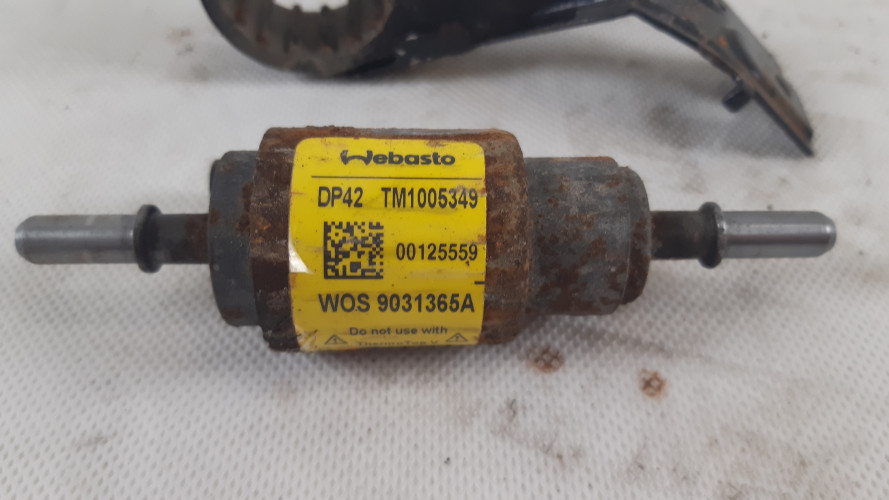 Webasto
DP42 TM1005349
00125559
WOS 9031365A
Do not use with